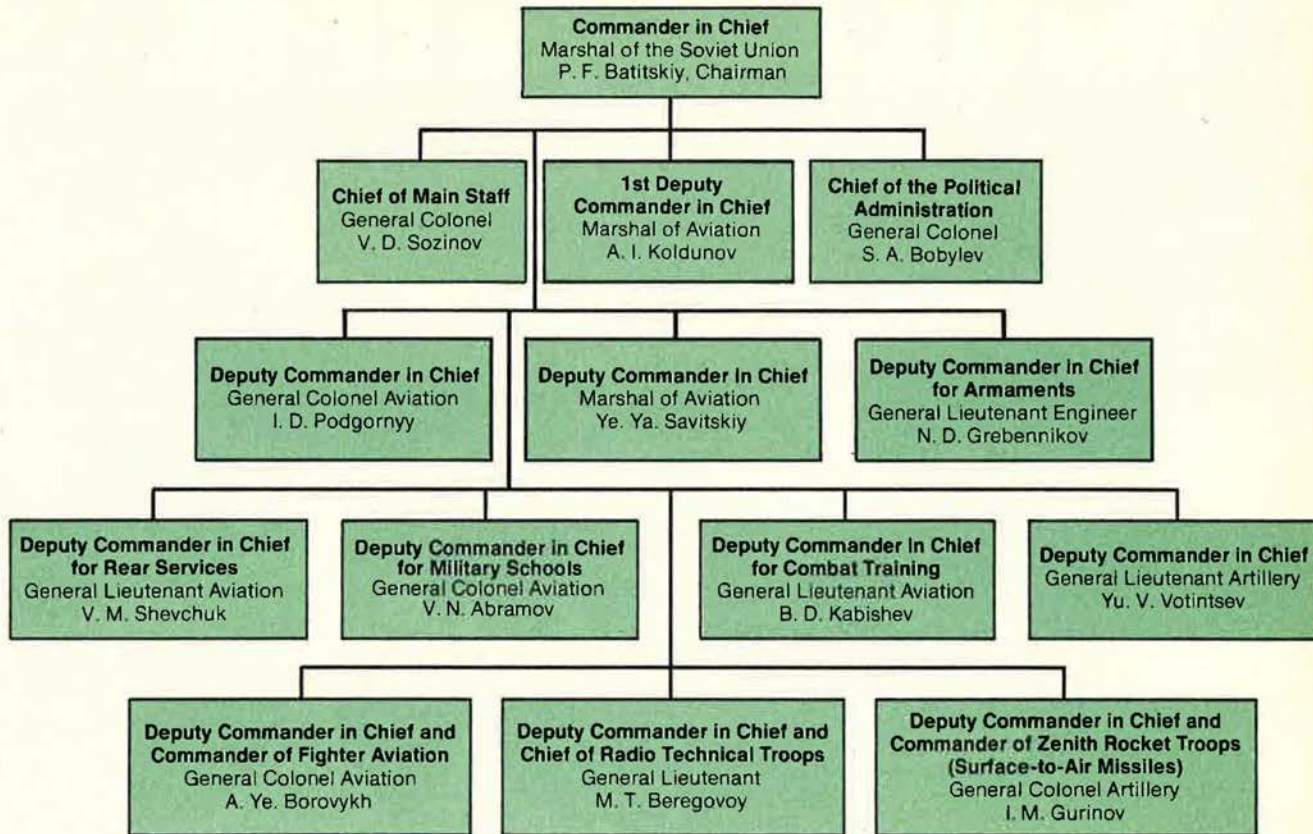 Commander in Chief
Marshal of the Soviet Union
P. F. Batitskiy, Chairman
Chief of Main Staff
General Colonel
V. D. Sozinov
1st Deputy
Commander in Chief
Marshal of Aviation
A. I. Koldunov
Chief of the Political
Administration
General Colonel
S. A. Bobylev
Deputy Commander in Chief
General Colonel Aviation
I. D. Podgornyy
Deputy Commander in Chief
Marshal of Aviation
Ye. Ya. Savitskiy
Deputy Commander in Chief
for Armaments
General Lieutenant Engineer
N. D. Grebennikov
Deputy Commander in Chief
for Rear Services
General Lieutenant Aviation
V. M. Shevchuk
Deputy Commander in Chief
for Military Schools
General Colonel Aviation
V. N. Abramov
Deputy Commander in Chief
for Combat Training
General Lieutenant Aviation
B. D. Kabishev
Deputy Commander in Chief
General Lieutenant Artillery
Yu. V. Votintsev
Deputy Commander in Chief and
Commander of Fighter Aviation
General Colonel Aviation
A. Ye. Borovykh
Deputy Commander in Chief and
Chief of Radio Technical Troops
General Lieutenant
M. T. Beregovoy
Deputy Commander in Chief and
Commander of Zenith Rocket Troops
(Surface-to-Air Missiles)
General Colonel Artillery
I. M. Gurinov